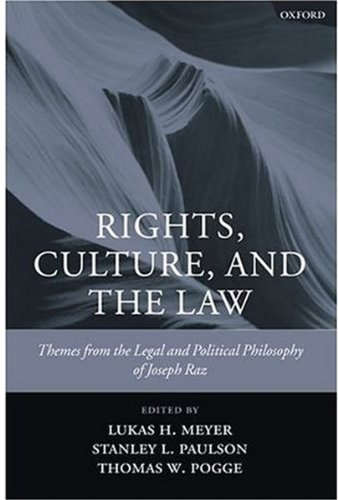 OXFORD
RIGHTS,
CULTURE, AND
THE LAW
Themes from the Legal and Political Philosophy
of Joseph Raz
EDITED BY
LUKAS H. MEYER
STANLEY L. PAULSON
THOMAS W. POGGE